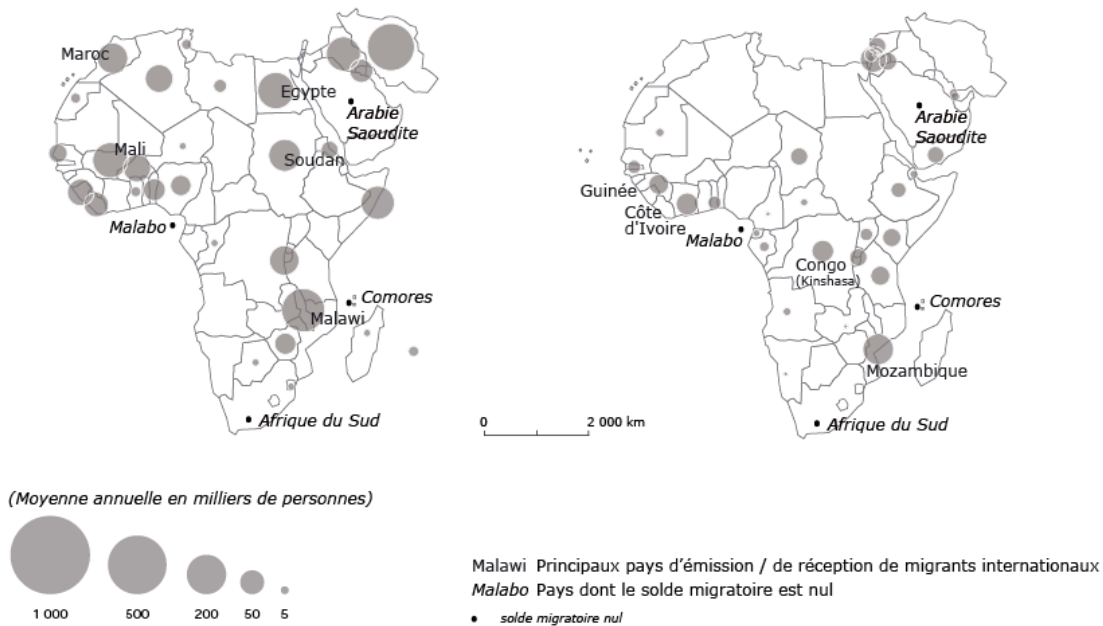 Maroc
Egypte
Arabie
Saoudite
Mali
Soudan
Malabo
Comores
Malawi
Afrique du Sud
Arabie
Saoudite
Guinée
Côte
d'Ivoire
Malabo
Congo
(Kinshasa)
Comores
Mozambique
Afrique du Sud
0 2 000 km
(Moyenne annuelle en milliers de personnes)
1 000 500 200 50 5
Malawi Principaux pays d'émission / de réception de migrants internationaux
Malabo Pays dont le solde migratoire est nul
solde migratoire nul